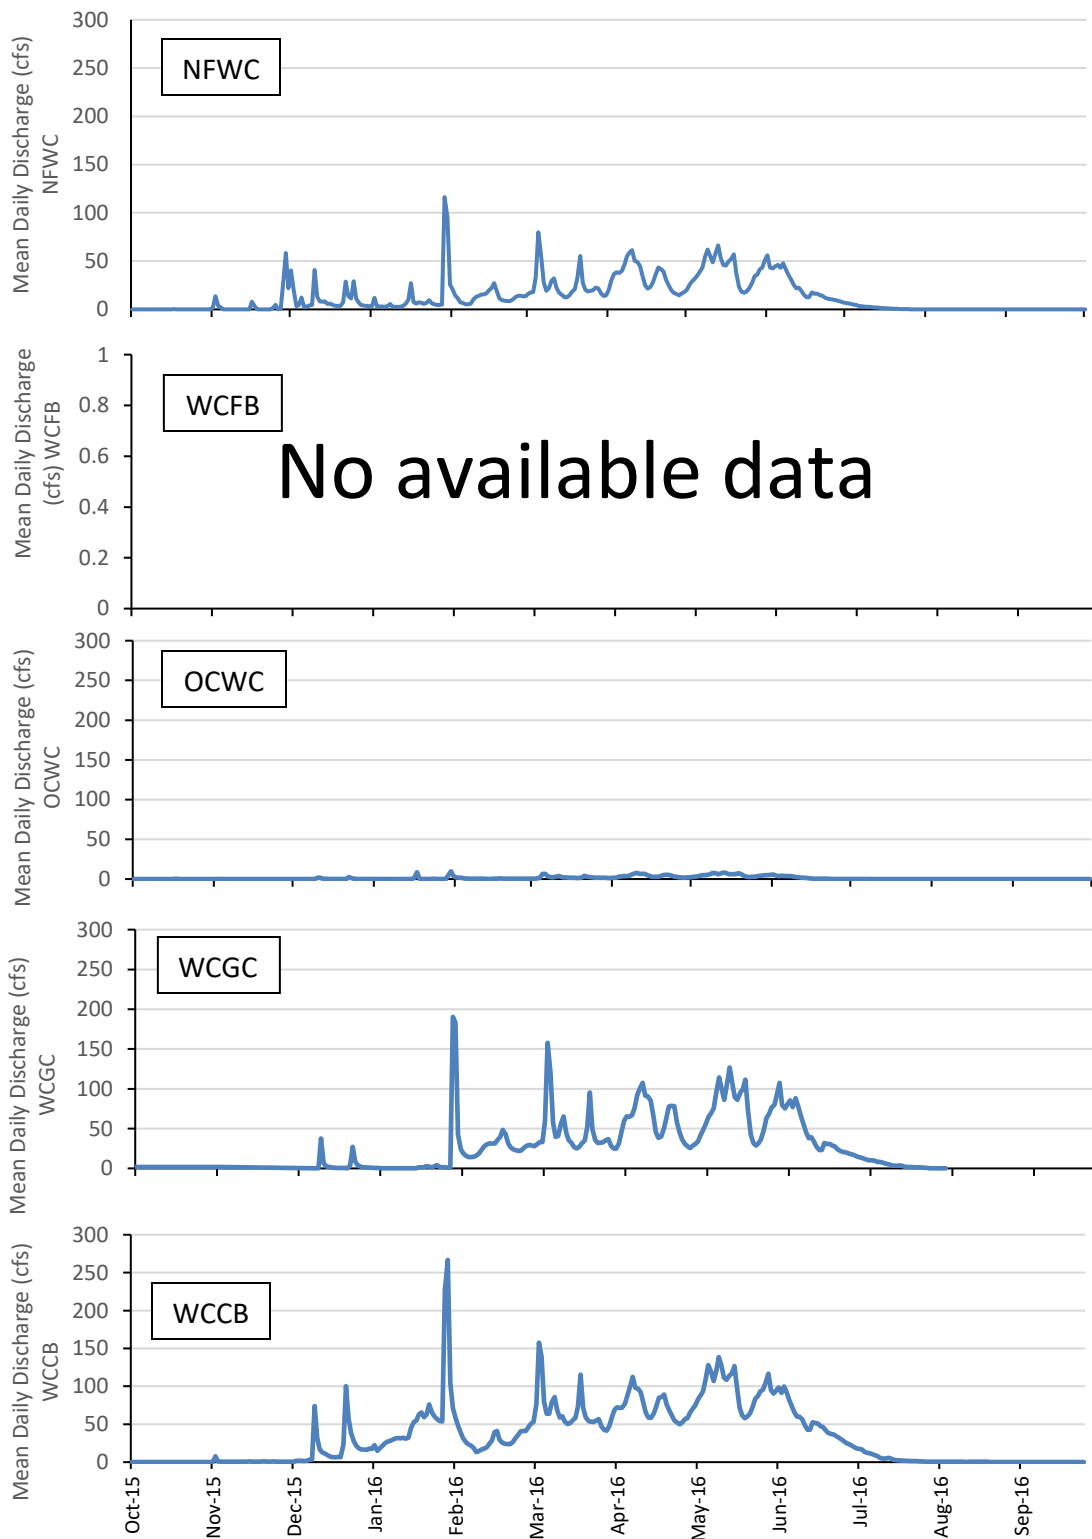 Mean Daily Discharge (cfs)
NFWC
300
250
200
150
100
50
0
NFWC
Mean Daily Discharge
(cfs) WCFB
1
0.8
0.6
0.4
0.2
0
WCFB
No available data
Mean Daily Discharge (cfs)
OCWC
300
250
200
150
100
50
0
OCWC
Mean Daily Discharge (cfs)
WCGC
300
250
200
150
100
50
0
WCGC
Mean Daily Discharge (cfs)
WCCB
300
250
200
150
100
50
0
WCCB
Oct-15
Nov-15
Dec-15
Jan-16
Feb-16
Mar-16
Apr-16
May-16
Jun-16
Jul-16
Aug-16
Sep-16